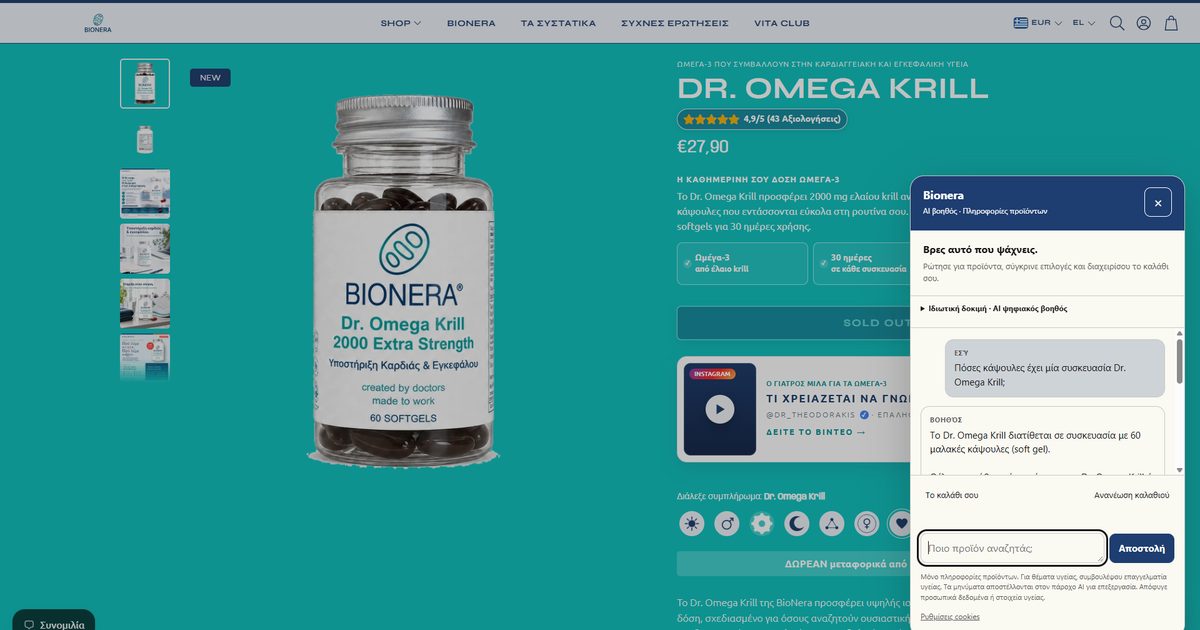 BIONERA
SHOP
BIONERA
ΤΑ ΣΥΣΤΑΤΙΚΑ
ΣΥΧΝΕΣ ΕΡΩΤΗΣΕΙΣ
VITA CLUB
EUR
EL
NEW
BIONERA®
Dr. Omega Krill
2000 Extra Strength
Υποστήριξη Καρδιάς & Εγκεφάλου
created by doctors
made to work
60 SOFTGELS
ΩΜΕΓΑ-3 ΠΟΥ ΣΥΜΒΑΛΛΟΥΝ ΣΤΗΝ ΚΑΡΔΙΑΓΓΕΙΑΚΗ ΚΑΙ ΕΓΚΕΦΑΛΙΚΗ ΥΓΕΙΑ
DR. OMEGA KRILL
4,9/5 (43 Αξιολογήσεις)
€27,90
Η ΚΑΘΗΜΕΡΙΝΗ ΣΟΥ ΔΟΣΗ ΩΜΕΓΑ-3
Το Dr. Omega Krill προσφέρει 2000 mg ελαίου krill αν
κάψουλες που εντάσσονται εύκολα στη ρουτίνα σου.
softgels για 30 ημέρες χρήσης.
Ωμέγα-3
από έλαιο krill
30 ημέρες
σε κάθε συσκευασία
SOLD OUT
INSTAGRAM
Ο ΓΙΑΤΡΟΣ ΜΙΛΑ ΓΙΑ ΤΑ ΩΜΕΓΑ-3
ΤΙ ΧΡΕΙΑΖΕΤΑΙ ΝΑ ΓΝΩ
@DR_THEODORAKIS · ΕΠΑΛΗ
ΔΕΙΤΕ ΤΟ ΒΙΝΤΕΟ →
Διάλεξε συμπλήρωμα: Dr. Omega Krill
ΔΩΡΕΑΝ μεταφορικά από
Το Dr. Omega Krill της BioNera προσφέρει υψηλής ισ
δόση, σχεδιασμένο για όσους αναζητούν ουσιαστική
Συνομιλία
Bionera
AI βοηθός · Πληροφορίες προϊόντων
×
Βρες αυτό που ψάχνεις.
Ρώτησε για προϊόντα, σύγκρινε επιλογές και διαχειρίσου το καλάθι
σου.
Ιδιωτική δοκιμή · AI ψηφιακός βοηθός
ΕΣΎ
Πόσες κάψουλες έχει μία συσκευασία Dr.
Omega Krill;
ΒΟΗΘΌΣ
Το Dr. Omega Krill διατίθεται σε συσκευασία με 60
μαλακές κάψουλες (soft gel).
Το καλάθι σου
Ανανέωση καλαθιού
Ποιο προϊόν αναζητάς;
Αποστολή
Μόνο πληροφορίες προϊόντων. Για θέματα υγείας, συμβουλέψου επαγγελματία
υγείας. Τα μηνύματα αποστέλλονται στον πάροχο AI για επεξεργασία. Απόφυγε
προσωπικά δεδομένα ή στοιχεία υγείας.
Ρυθμίσεις cookies